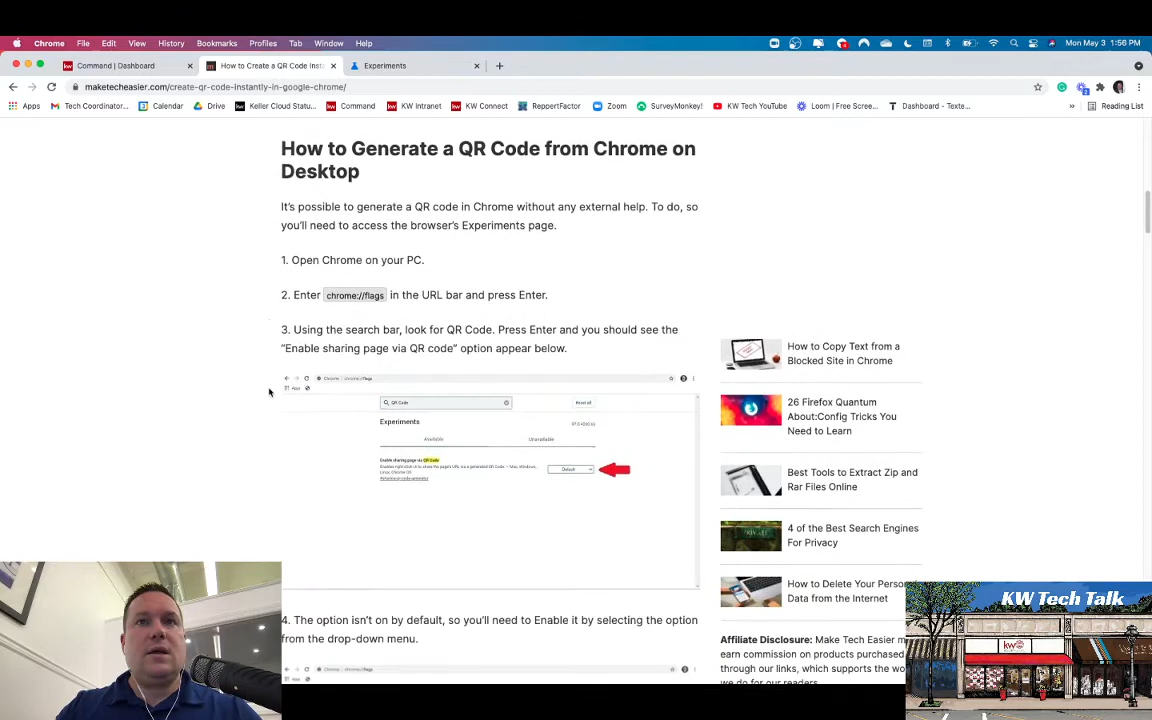 Chrome File Edit View History Bookmarks Profiles Tab Window Help Mon May 3 1:56 PM
Command | Dashboard × How to Create a QR Code Inst × Experiments × +
maketecheasier.com/create-qr-code-instantly-in-google-chrome/
Apps Tech Coordinator... Calendar Drive Keller Cloud Statu... Command KW Intranet KW Connect ReppertFactor Zoom SurveyMonkey! KW Tech YouTube Loom | Free Screen... Dashboard - Texte... » Reading List
How to Generate a QR Code from Chrome on
Desktop
It's possible to generate a QR code in Chrome without any external help. To do, so
you'll need to access the browser's Experiments page.
1. Open Chrome on your PC.
2. Enter chrome://flags in the URL bar and press Enter.
3. Using the search bar, look for QR Code. Press Enter and you should see the
"Enable sharing page via QR code" option appear below.
Chrome | chrome://flags
Apps
QR Code Reset all
Experiments
Available Unavailable
Enable sharing page via QR Code
Default
4. The option isn't on by default, so you'll need to Enable it by selecting the option
from the drop-down menu.
Chrome | chrome://flags
Apps
How to Copy Text from a
Blocked Site in Chrome
26 Firefox Quantum
About:Config Tricks You
Need to Learn
Best Tools to Extract Zip and
Rar Files Online
4 of the Best Search Engines
For Privacy
How to Delete Your Person
Data from the Internet
Affiliate Disclosure: Make Tech Easier m
earn commission on products purchased
through our links, which supports the wo
we do for our readers.
KW Tech Talk
kw